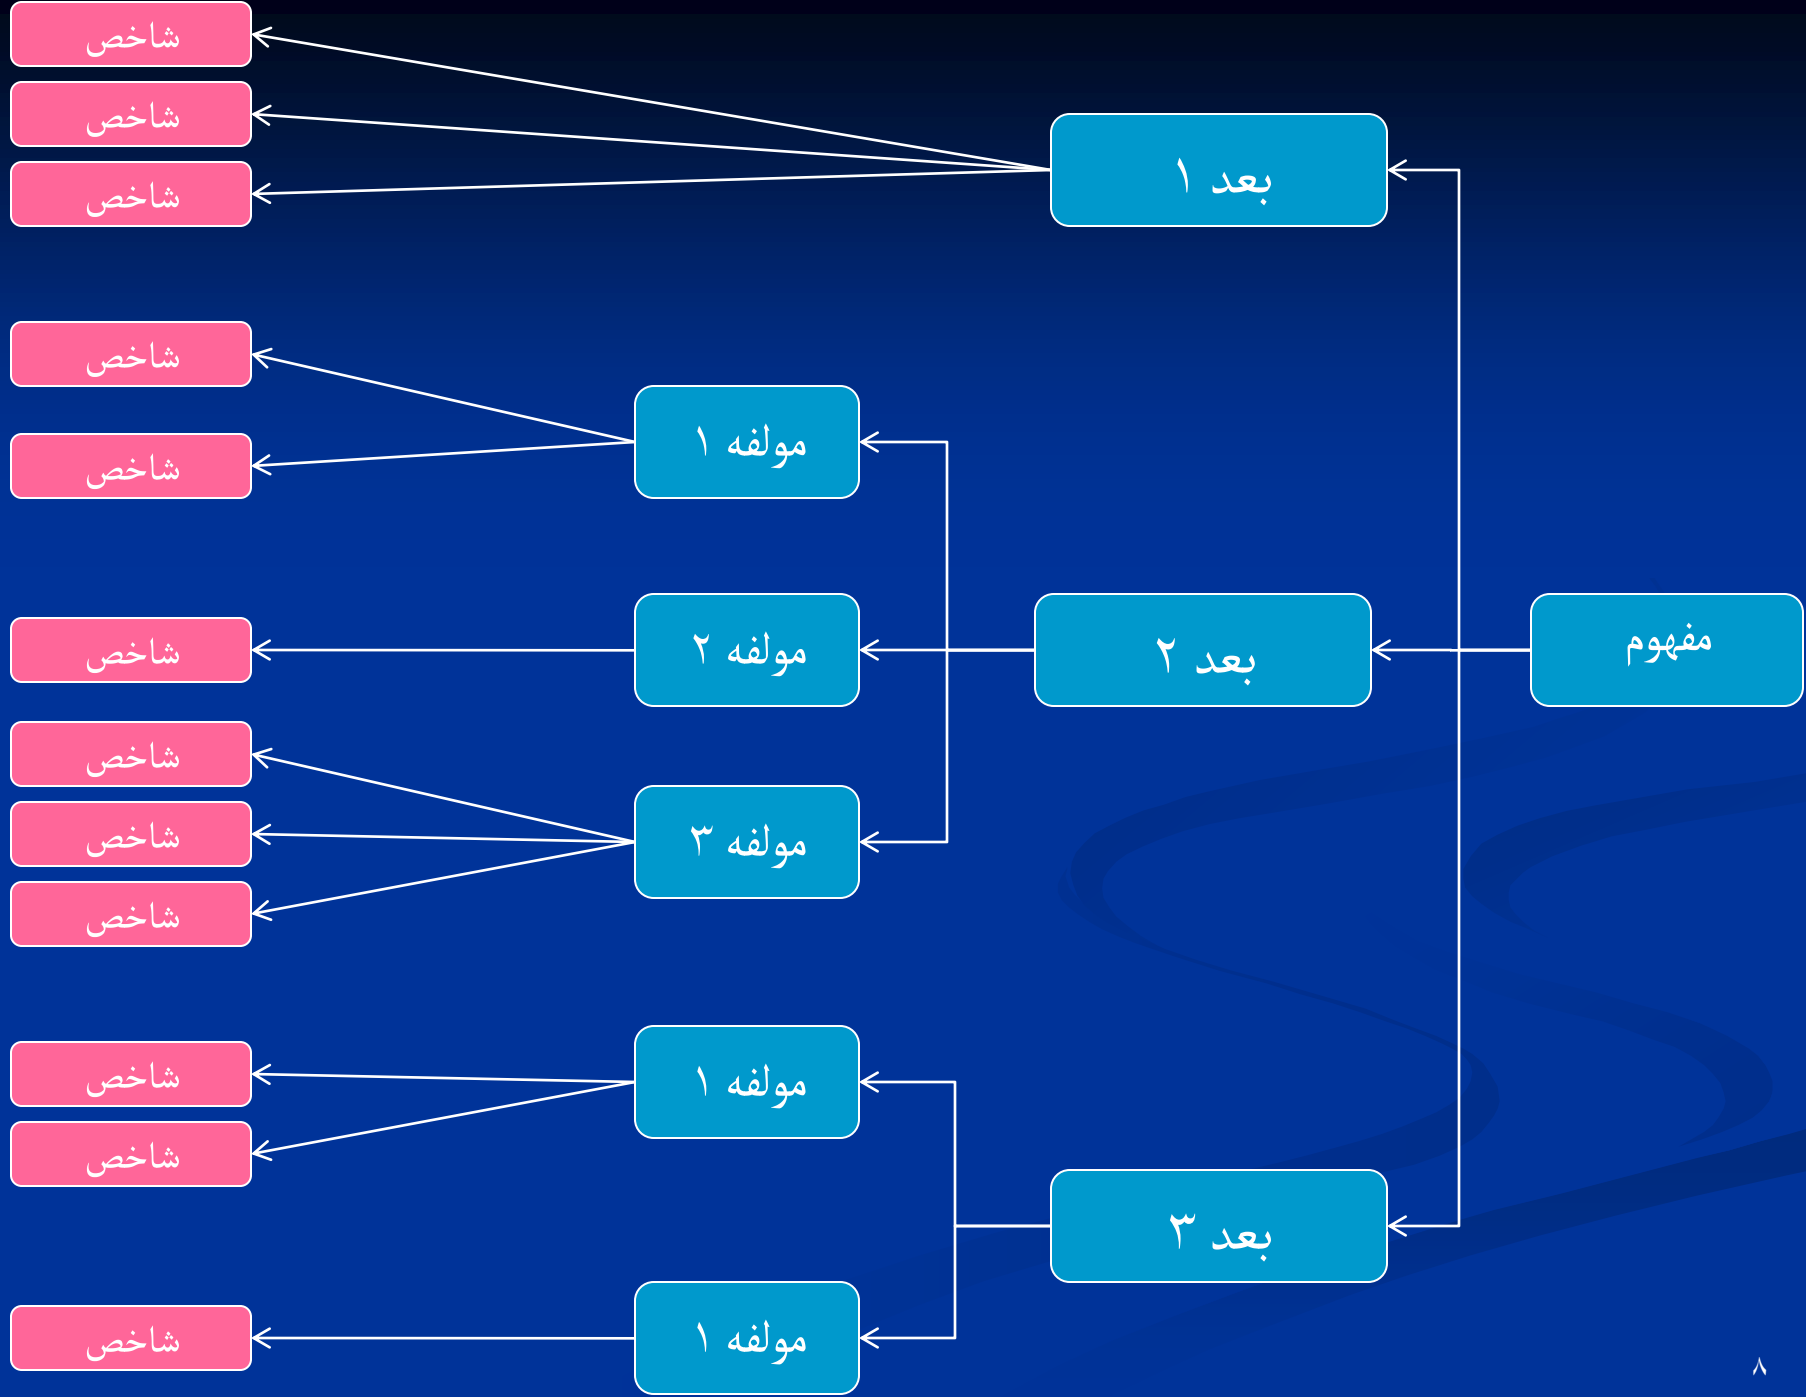 مفهوم
بعد ۱
شاخص
شاخص
شاخص
بعد ۲
مولفه ۱
شاخص
شاخص
مولفه ۲
شاخص
مولفه ۳
شاخص
شاخص
شاخص
بعد ۳
مولفه ۱
شاخص
شاخص
مولفه ۱
شاخص
۸